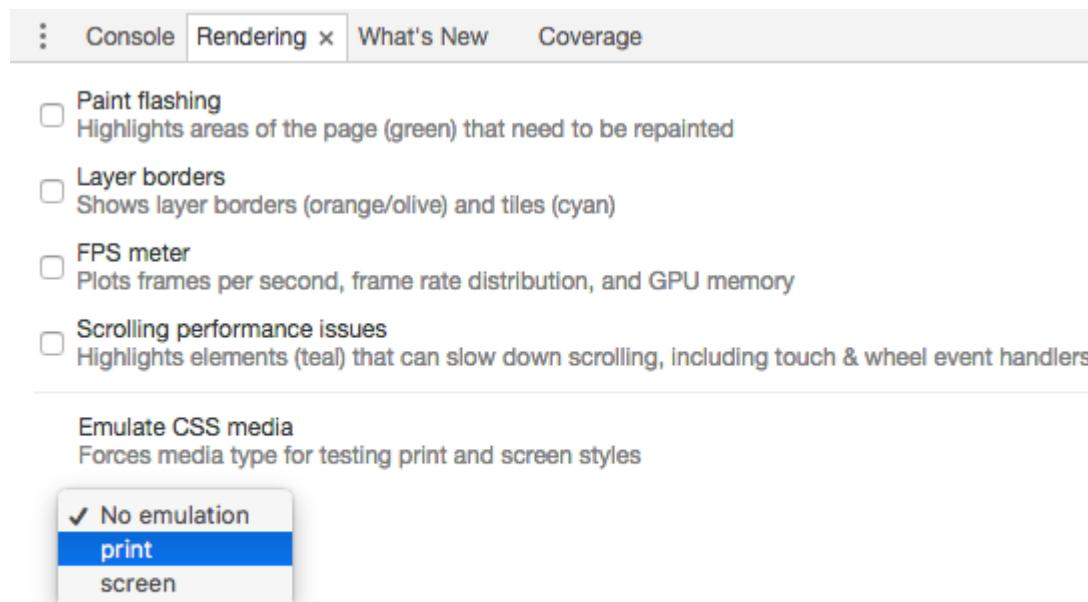 Console Rendering × What's New Coverage
Paint flashing
Highlights areas of the page (green) that need to be repainted
Layer borders
Shows layer borders (orange/olive) and tiles (cyan)
FPS meter
Plots frames per second, frame rate distribution, and GPU memory
Scrolling performance issues
Highlights elements (teal) that can slow down scrolling, including touch & wheel event handlers
Emulate CSS media
Forces media type for testing print and screen styles
✓ No emulation
print
screen